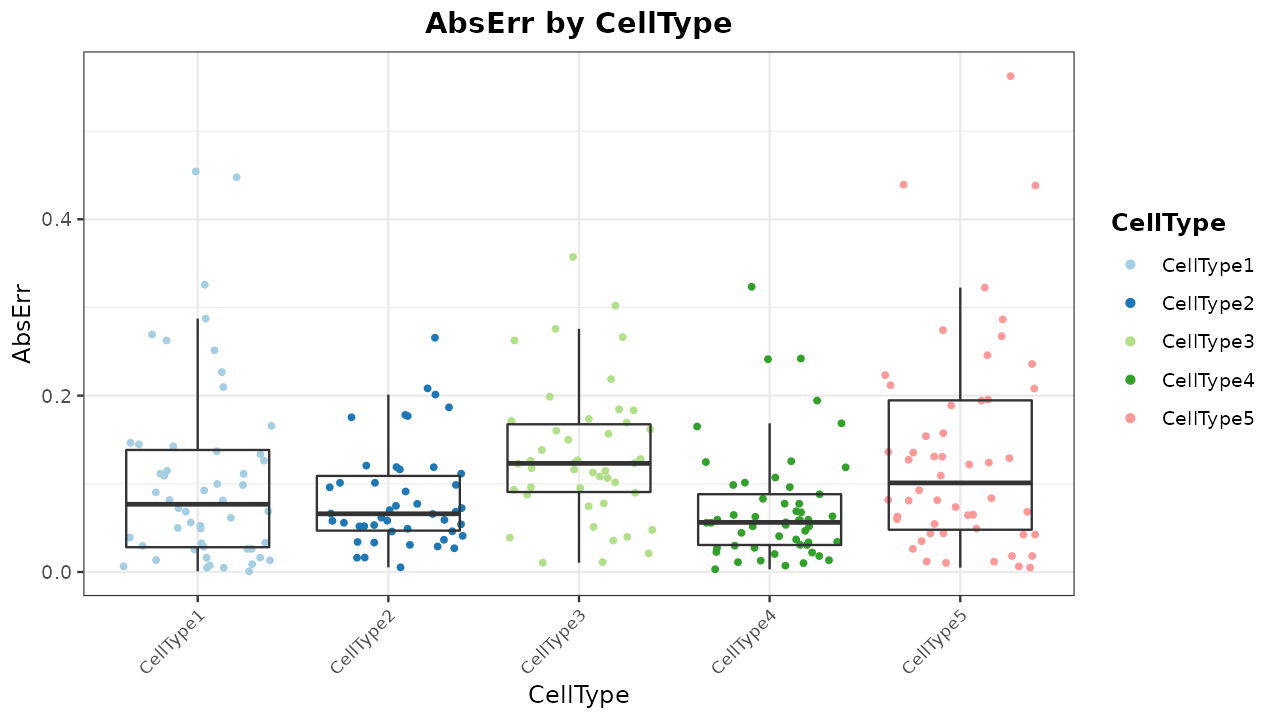 AbsErr by CellType
AbsErr
0.4
0.2
0.0
CellType1
CellType2
CellType3
CellType4
CellType5
CellType
CellType
CellType1
CellType2
CellType3
CellType4
CellType5